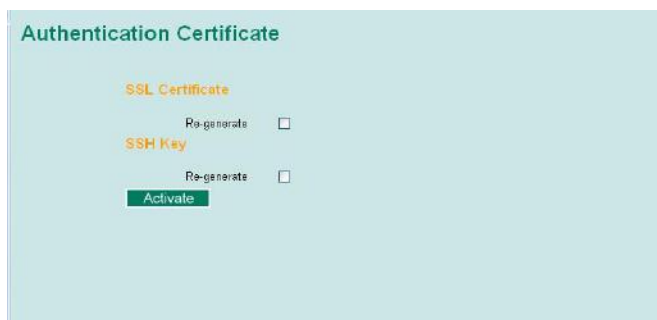 Authentication Certificate
SSL Certificate
Re-generate
SSH Key
Re-generate
Activate